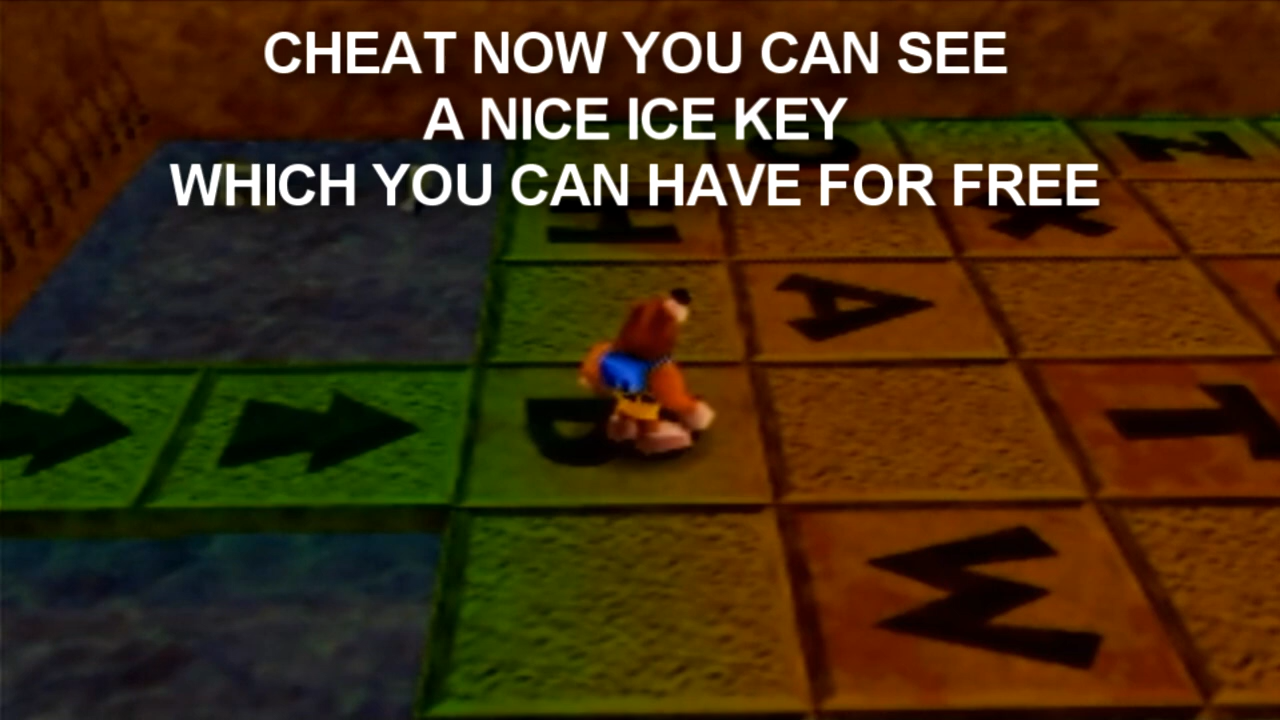 CHEAT NOW YOU CAN SEE
A NICE ICE KEY
WHICH YOU CAN HAVE FOR FREE
O
Z
H
X
A
D
T
W